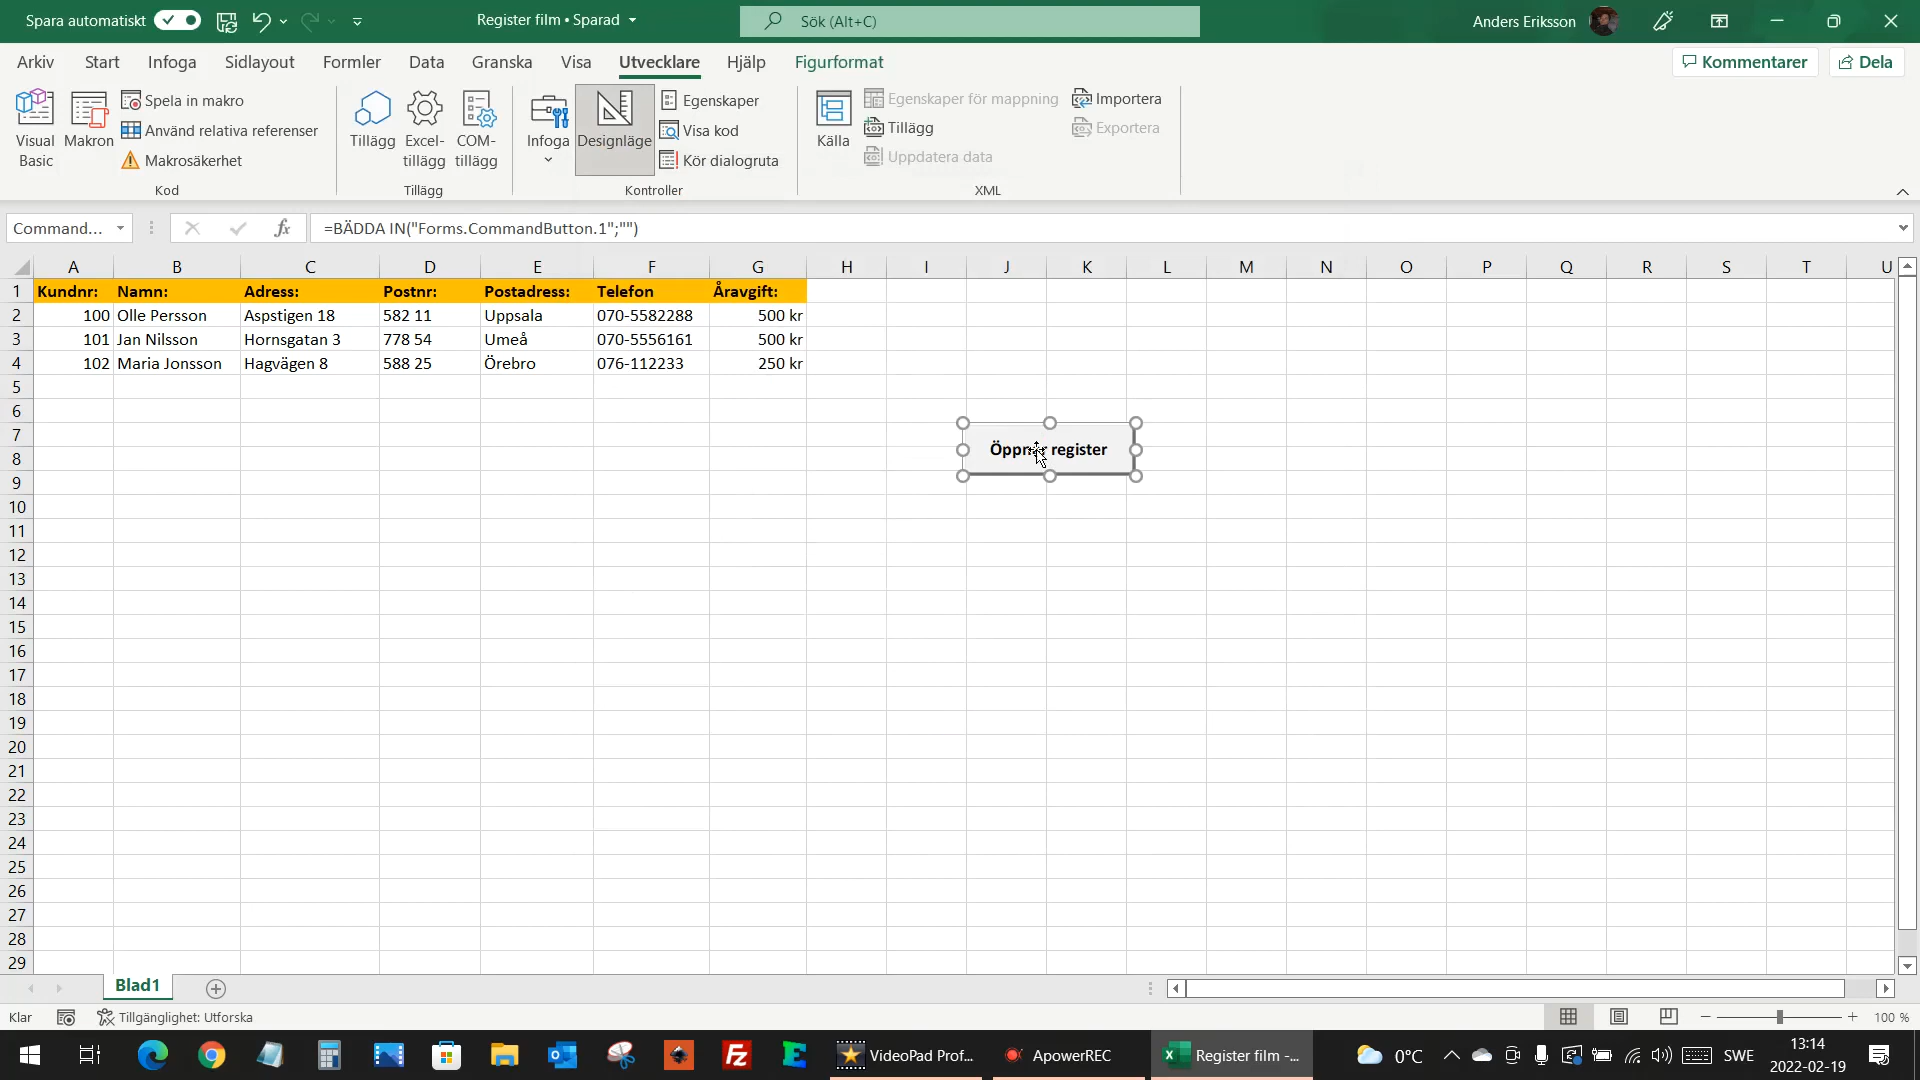 Spara automatiskt
Register film • Sparad
Sök (Alt+C)
Anders Eriksson
Arkiv Start Infoga Sidlayout Formler Data Granska Visa Utvecklare Hjälp Figurformat
Kommentarer Dela
Visual Basic
Makron
Spela in makro
Använd relativa referenser
Makrosäkerhet
Kod
Tillägg
Excel-tillägg
COM-tillägg
Tillägg
Infoga
Designläge
Egenskaper
Visa kod
Kör dialogruta
Kontroller
Källa
Egenskaper för mappning
Tillägg
Uppdatera data
Importera
Exportera
XML
Command...
fx
=BÄDDA IN("Forms.CommandButton.1";"")
A B C D E F G H I J K L M N O P Q R S T U
1 Kundnr: Namn: Adress: Postnr: Postadress: Telefon Åravgift:
2 100 Olle Persson Aspstigen 18 582 11 Uppsala 070-5582288 500 kr
3 101 Jan Nilsson Hornsgatan 3 778 54 Umeå 070-5556161 500 kr
4 102 Maria Jonsson Hagvägen 8 588 25 Örebro 076-112233 250 kr
5
6
7
8
9
10
11
12
13
14
15
16
17
18
19
20
21
22
23
24
25
26
27
28
29
register
Blad1
Klar
Tillgänglighet: Utforska
100 %
VideoPad Prof...
ApowerREC
Register film -...
0°C
SWE
13:14
2022-02-19